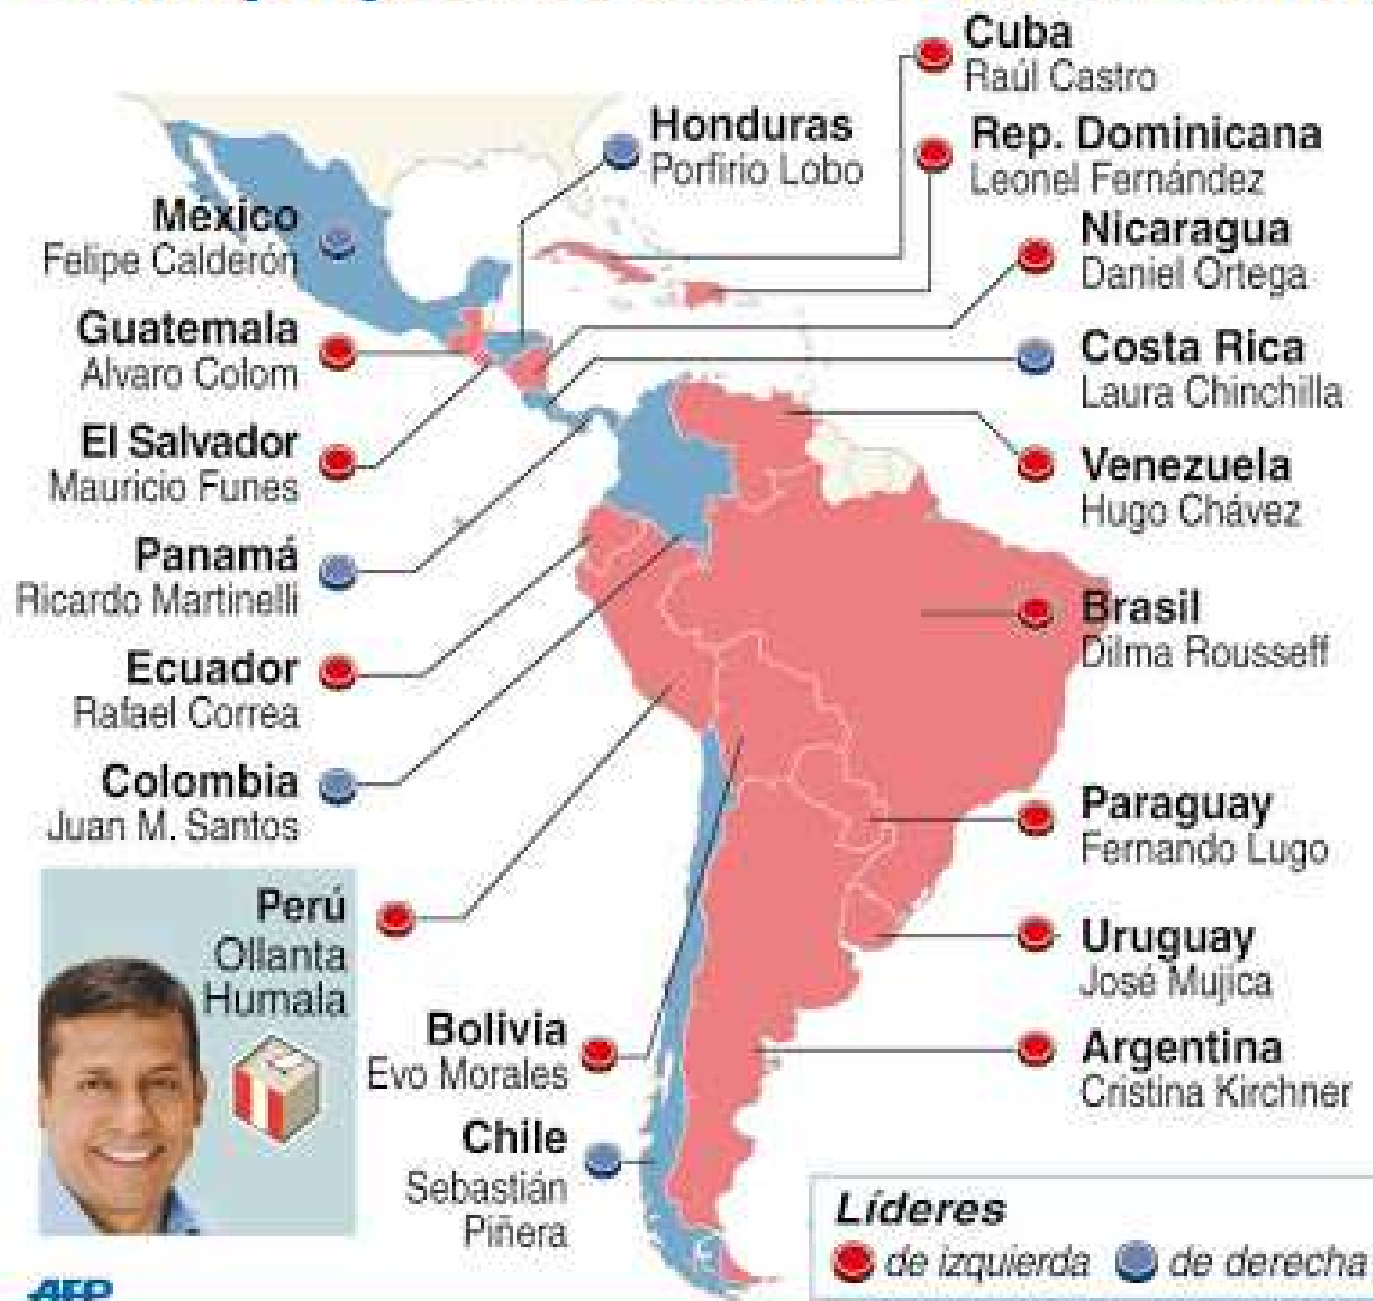 Cuba
Raúl Castro
Honduras
Porfirio Lobo
Rep. Dominicana
Leonel Fernández
México
Felipe Calderón
Nicaragua
Daniel Ortega
Guatemala
Alvaro Colom
Costa Rica
Laura Chinchilla
El Salvador
Mauricio Funes
Venezuela
Hugo Chávez
Panamá
Ricardo Martinelli
Brasil
Dilma Rousseff
Ecuador
Rafael Correa
Colombia
Juan M. Santos
Paraguay
Fernando Lugo
Perú
Ollanta
Humala
Uruguay
José Mujica
Bolivia
Evo Morales
Argentina
Cristina Kirchner
Chile
Sebastián
Piñera
Líderes
de izquierda de derecha
AFP